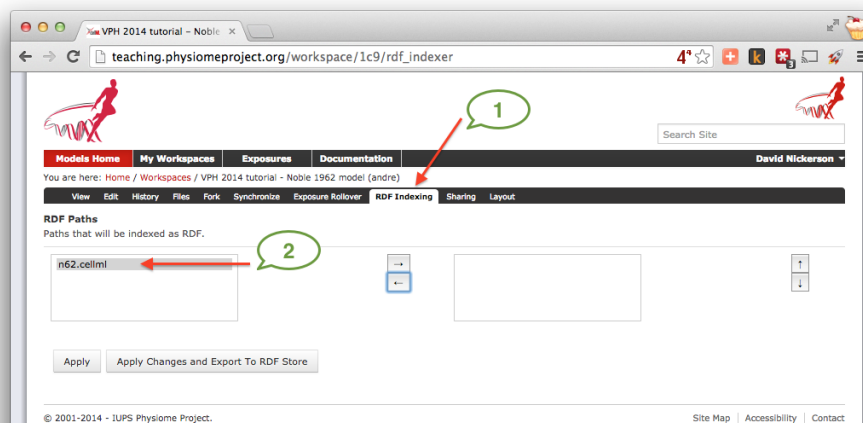 VPH 2014 tutorial – Noble
teaching.physiomeproject.org/workspace/1c9/rdf_indexer
4
3
1
Search Site
Models Home My Workspaces Exposures Documentation David Nickerson
You are here: Home / Workspaces / VPH 2014 tutorial - Noble 1962 model (andre)
View Edit History Files Fork Synchronize Exposure Rollover RDF Indexing Sharing Layout
RDF Paths
Paths that will be indexed as RDF.
2
n62.cellml
→
←
↑
↓
Apply Apply Changes and Export To RDF Store
© 2001-2014 - IUPS Physiome Project. Site Map | Accessibility | Contact